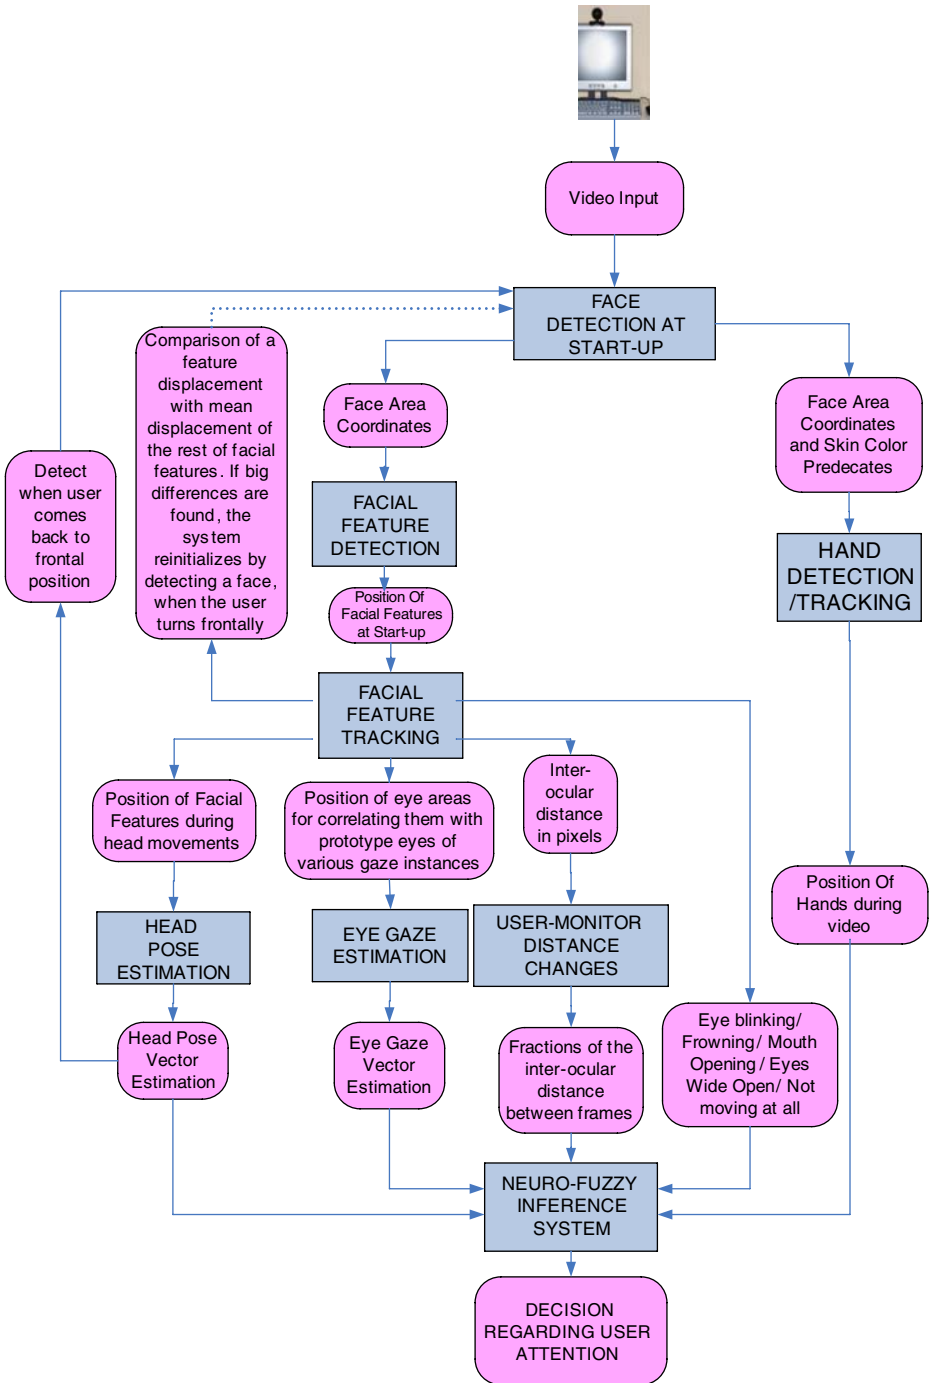 Video Input
FACE
DETECTION AT
START-UP
Comparison of a
feature
displacement
with mean
displacement of
the rest of facial
features. If big
differences are
found, the
system
reinitializes by
detecting a face,
when the user
turns frontally
Face Area
Coordinates
Face Area
Coordinates
and Skin Color
Predecates
Detect
when user
comes
back to
frontal
position
FACIAL
FEATURE
DETECTION
HAND
DETECTION
/TRACKING
Position Of
Facial Features
at Start-up
FACIAL
FEATURE
TRACKING
Position of Facial
Features during
head movements
Position of eye areas
for correlating them with
prototype eyes of
various gaze instances
Inter-
ocular
distance
in pixels
Position Of
Hands during
video
HEAD
POSE
ESTIMATION
EYE GAZE
ESTIMATION
USER-MONITOR
DISTANCE
CHANGES
Head Pose
Vector
Estimation
Eye Gaze
Vector
Estimation
Fractions of the
inter-ocular
distance
between frames
Eye blinking/
Frowning/ Mouth
Opening / Eyes
Wide Open/ Not
moving at all
NEURO-FUZZY
INFERENCE
SYSTEM
DECISION
REGARDING USER
ATTENTION